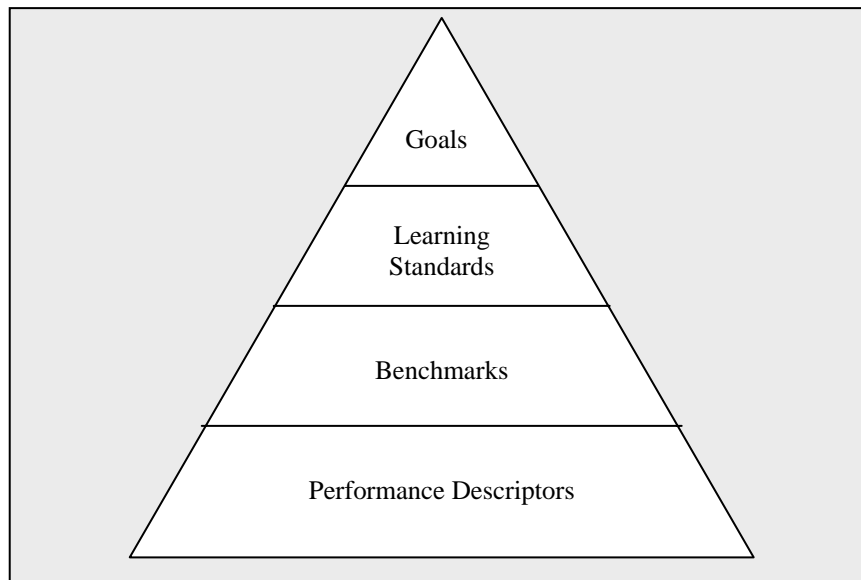 Goals
Learning
Standards
Benchmarks
Performance Descriptors